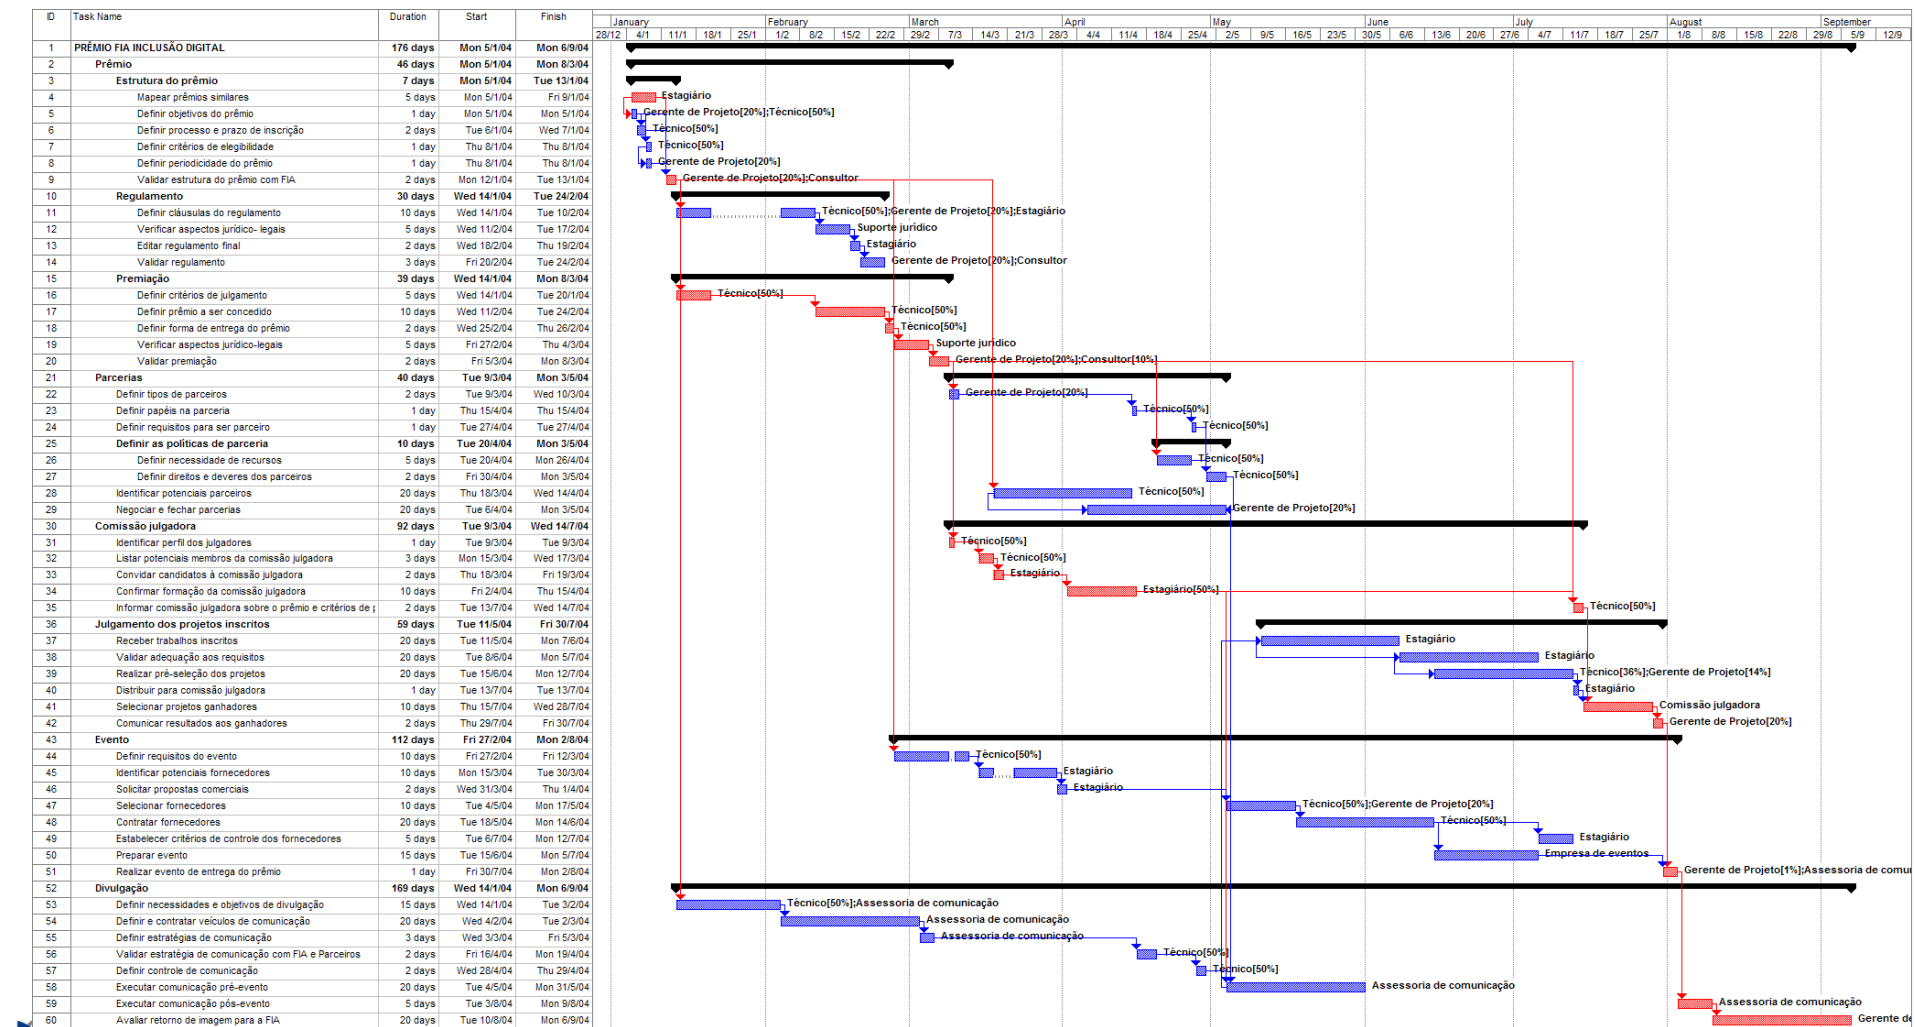 ID Task Name Duration Start Finish January February March April May June July August September
28/12 4/1 11/1 18/1 25/1 1/2 8/2 15/2 22/2 29/2 7/3 14/3 21/3 28/3 4/4 11/4 18/4 25/4 2/5 9/5 16/5 23/5 30/5 6/6 13/6 20/6 27/6 4/7 11/7 18/7 25/7 1/8 8/8 15/8 22/8 29/8 5/9 12/9
1 PRÊMIO FIA INCLUSÃO DIGITAL 176 days Mon 5/1/04 Mon 6/9/04
2 Prêmio 46 days Mon 5/1/04 Mon 8/3/04
3 Estrutura do prêmio 7 days Mon 5/1/04 Tue 13/1/04
4 Mapear prêmios similares 5 days Mon 5/1/04 Fri 9/1/04 Estagiário
5 Definir objetivos do prêmio 1 day Mon 5/1/04 Mon 5/1/04 Gerente de Projeto[20%];Técnico[50%]
6 Definir processo e prazo de inscrição 2 days Tue 6/1/04 Wed 7/1/04 Técnico[50%]
7 Definir critérios de elegibilidade 1 day Thu 8/1/04 Thu 8/1/04 Técnico[50%]
8 Definir periodicidade do prêmio 1 day Thu 8/1/04 Thu 8/1/04 Gerente de Projeto[20%]
9 Validar estrutura do prêmio com FIA 2 days Mon 12/1/04 Tue 13/1/04 Gerente de Projeto[20%];Consultor
10 Regulamento 30 days Wed 14/1/04 Tue 24/2/04
11 Definir cláusulas do regulamento 10 days Wed 14/1/04 Tue 10/2/04 Técnico[50%];Gerente de Projeto[20%];Estagiário
12 Verificar aspectos jurídico- legais 5 days Wed 11/2/04 Tue 17/2/04 Suporte jurídico
13 Editar regulamento final 2 days Wed 18/2/04 Thu 19/2/04 Estagiário
14 Validar regulamento 3 days Fri 20/2/04 Tue 24/2/04 Gerente de Projeto[20%];Consultor
15 Premiação 39 days Wed 14/1/04 Mon 8/3/04
16 Definir critérios de julgamento 5 days Wed 14/1/04 Tue 20/1/04 Técnico[50%]
17 Definir prêmio a ser concedido 10 days Wed 11/2/04 Tue 24/2/04 Técnico[50%]
18 Definir forma de entrega do prêmio 2 days Wed 25/2/04 Thu 26/2/04 Técnico[50%]
19 Verificar aspectos jurídico-legais 5 days Fri 27/2/04 Thu 4/3/04 Suporte jurídico
20 Validar premiação 2 days Fri 5/3/04 Mon 8/3/04 Gerente de Projeto[20%];Consultor[10%]
21 Parcerias 40 days Tue 9/3/04 Mon 3/5/04
22 Definir tipos de parceiros 2 days Tue 9/3/04 Wed 10/3/04 Gerente de Projeto[20%]
23 Definir papéis na parceria 1 day Thu 15/4/04 Thu 15/4/04 Técnico[50%]
24 Definir requisitos para ser parceiro 1 day Tue 27/4/04 Tue 27/4/04 Técnico[50%]
25 Definir as políticas de parceria 10 days Tue 20/4/04 Mon 3/5/04
26 Definir necessidade de recursos 5 days Tue 20/4/04 Mon 26/4/04 Técnico[50%]
27 Definir direitos e deveres dos parceiros 2 days Fri 30/4/04 Mon 3/5/04 Técnico[50%]
28 Identificar potenciais parceiros 20 days Thu 18/3/04 Wed 14/4/04 Técnico[50%]
29 Negociar e fechar parcerias 20 days Tue 6/4/04 Mon 3/5/04 Gerente de Projeto[20%]
30 Comissão julgadora 92 days Tue 9/3/04 Wed 14/7/04
31 Identificar perfil dos julgadores 1 day Tue 9/3/04 Tue 9/3/04 Técnico[50%]
32 Listar potenciais membros da comissão julgadora 3 days Mon 15/3/04 Wed 17/3/04 Técnico[50%]
33 Convidar candidatos à comissão julgadora 2 days Thu 18/3/04 Fri 19/3/04 Estagiário
34 Confirmar formação da comissão julgadora 10 days Fri 2/4/04 Thu 15/4/04 Estagiário[50%]
35 Informar comissão julgadora sobre o prêmio e critérios de 2 days Tue 13/7/04 Wed 14/7/04 Técnico[50%]
36 Julgamento dos projetos inscritos 59 days Tue 11/5/04 Fri 30/7/04
37 Receber trabalhos inscritos 20 days Tue 11/5/04 Mon 7/6/04 Estagiário
38 Validar adequação aos requisitos 20 days Tue 8/6/04 Mon 5/7/04 Estagiário
39 Realizar pré-seleção dos projetos 20 days Tue 15/6/04 Mon 12/7/04 Técnico[36%];Gerente de Projeto[14%]
40 Distribuir para comissão julgadora 1 day Tue 13/7/04 Tue 13/7/04 Estagiário
41 Selecionar projetos ganhadores 10 days Thu 15/7/04 Wed 28/7/04 Comissão julgadora
42 Comunicar resultados aos ganhadores 2 days Thu 29/7/04 Fri 30/7/04 Gerente de Projeto[20%]
43 Evento 112 days Fri 27/2/04 Mon 2/8/04
44 Definir requisitos do evento 10 days Fri 27/2/04 Fri 12/3/04 Técnico[50%]
45 Identificar potenciais fornecedores 10 days Mon 15/3/04 Tue 30/3/04 Estagiário
46 Solicitar propostas comerciais 2 days Wed 31/3/04 Thu 1/4/04 Estagiário
47 Selecionar fornecedores 10 days Tue 4/5/04 Mon 17/5/04 Técnico[50%];Gerente de Projeto[20%]
48 Contratar fornecedores 20 days Tue 18/5/04 Mon 14/6/04 Técnico[50%]
49 Estabelecer critérios de controle dos fornecedores 5 days Tue 6/7/04 Mon 12/7/04 Estagiário
50 Preparar evento 15 days Tue 15/6/04 Mon 5/7/04 Empresa de eventos
51 Realizar evento de entrega do prêmio 1 day Fri 30/7/04 Mon 2/8/04 Gerente de Projeto[1%];Assessoria de comu
52 Divulgação 169 days Wed 14/1/04 Mon 6/9/04
53 Definir necessidades e objetivos de divulgação 15 days Wed 14/1/04 Tue 3/2/04 Técnico[50%];Assessoria de comunicação
54 Definir e contratar veículos de comunicação 20 days Wed 4/2/04 Tue 2/3/04 Assessoria de comunicação
55 Definir estratégias de comunicação 3 days Wed 3/3/04 Fri 5/3/04 Assessoria de comunicação
56 Validar estratégia de comunicação com FIA e Parceiros 2 days Fri 16/4/04 Mon 19/4/04 Técnico[50%]
57 Definir controle de comunicação 2 days Wed 28/4/04 Thu 29/4/04 Técnico[50%]
58 Executar comunicação pré-evento 20 days Tue 4/5/04 Mon 31/5/04 Assessoria de comunicação
59 Executar comunicação pós-evento 5 days Tue 3/8/04 Mon 9/8/04 Assessoria de comunicação
60 Avaliar retorno de imagem para a FIA 20 days Tue 10/8/04 Mon 6/9/04 Gerente de